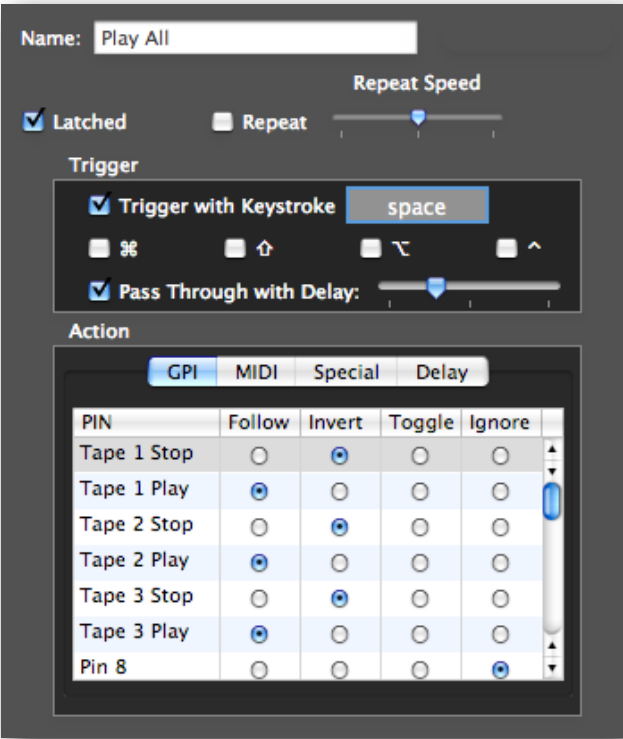 Name: Play All
Repeat Speed
Latched Repeat
Trigger
Trigger with Keystroke space
⌘ ⇧ ⌥ ^
Pass Through with Delay:
Action
GPI MIDI Special Delay
PIN Follow Invert Toggle Ignore
Tape 1 Stop
Tape 1 Play
Tape 2 Stop
Tape 2 Play
Tape 3 Stop
Tape 3 Play
Pin 8